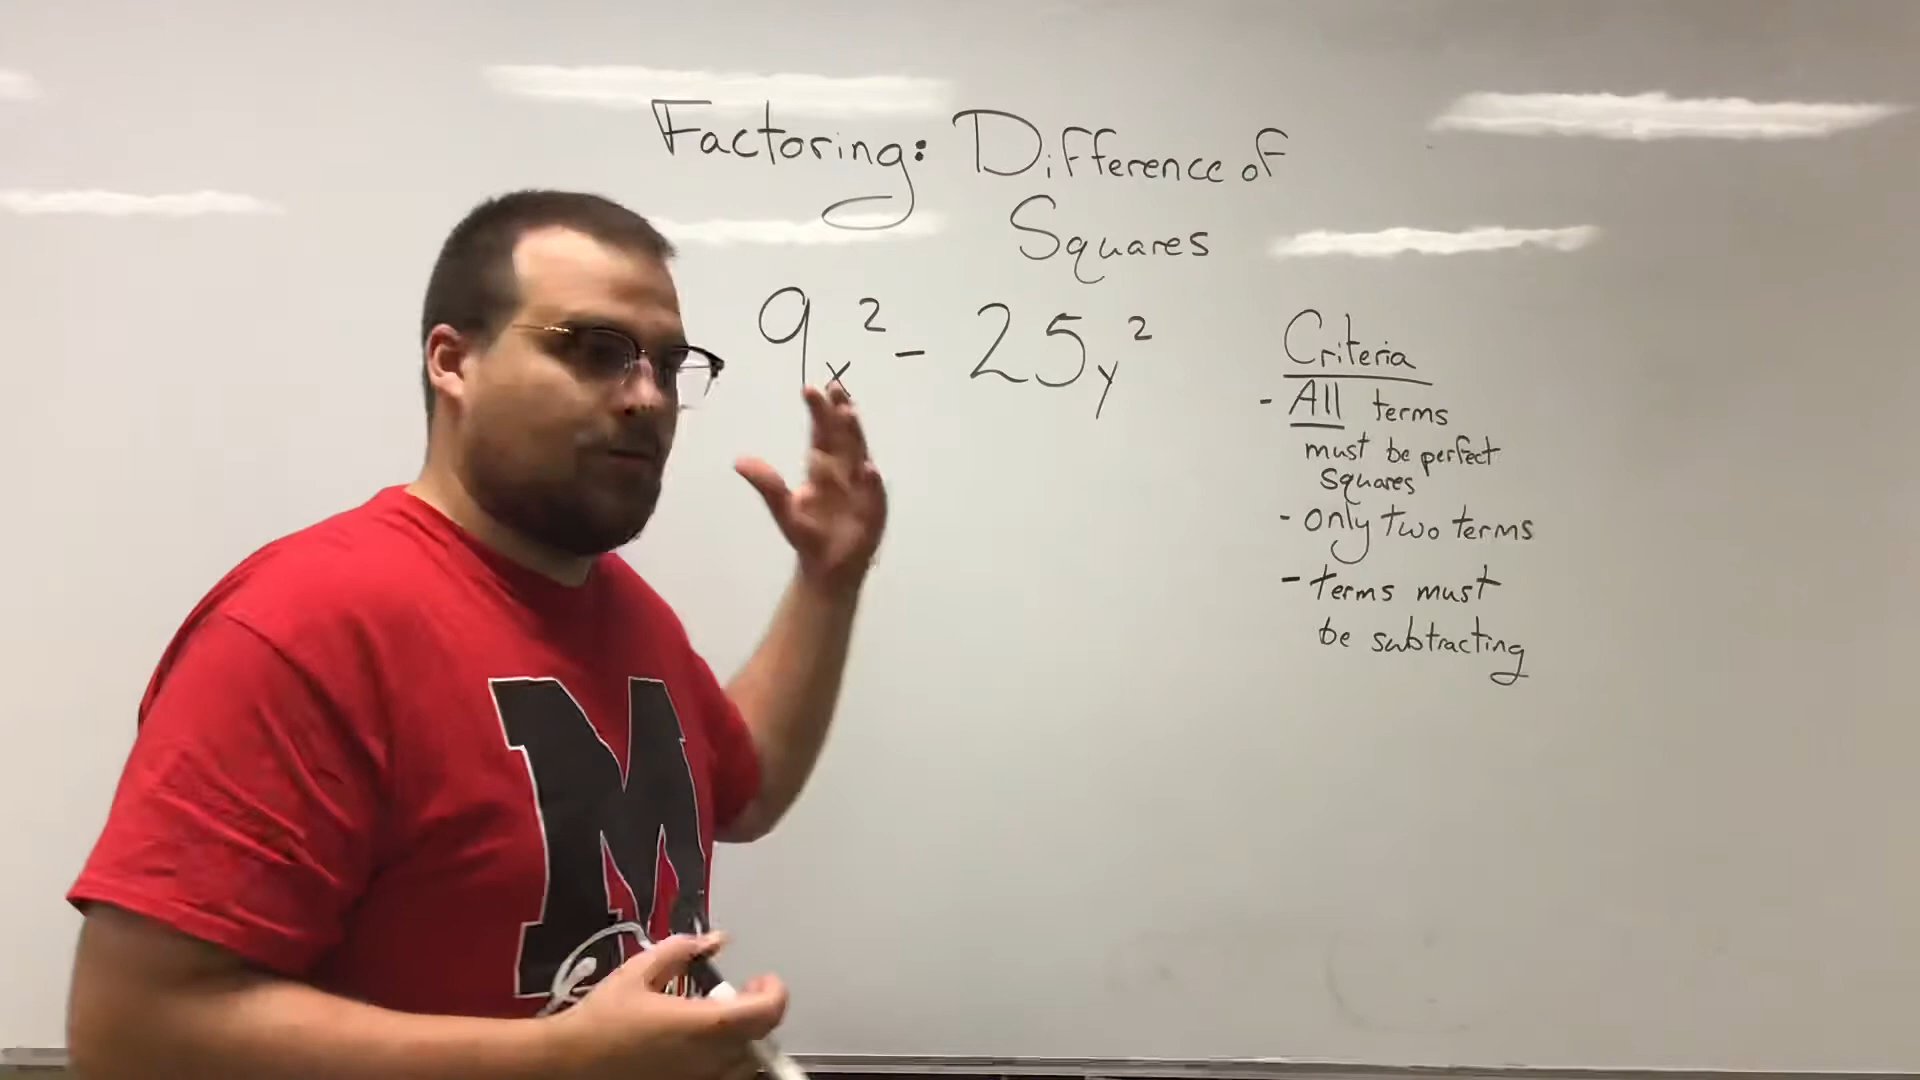 Factoring: Difference of
Squares
9x² - 25y²
Criteria
- All terms
must be perfect
squares
- only two terms
- terms must
be subtracting
M